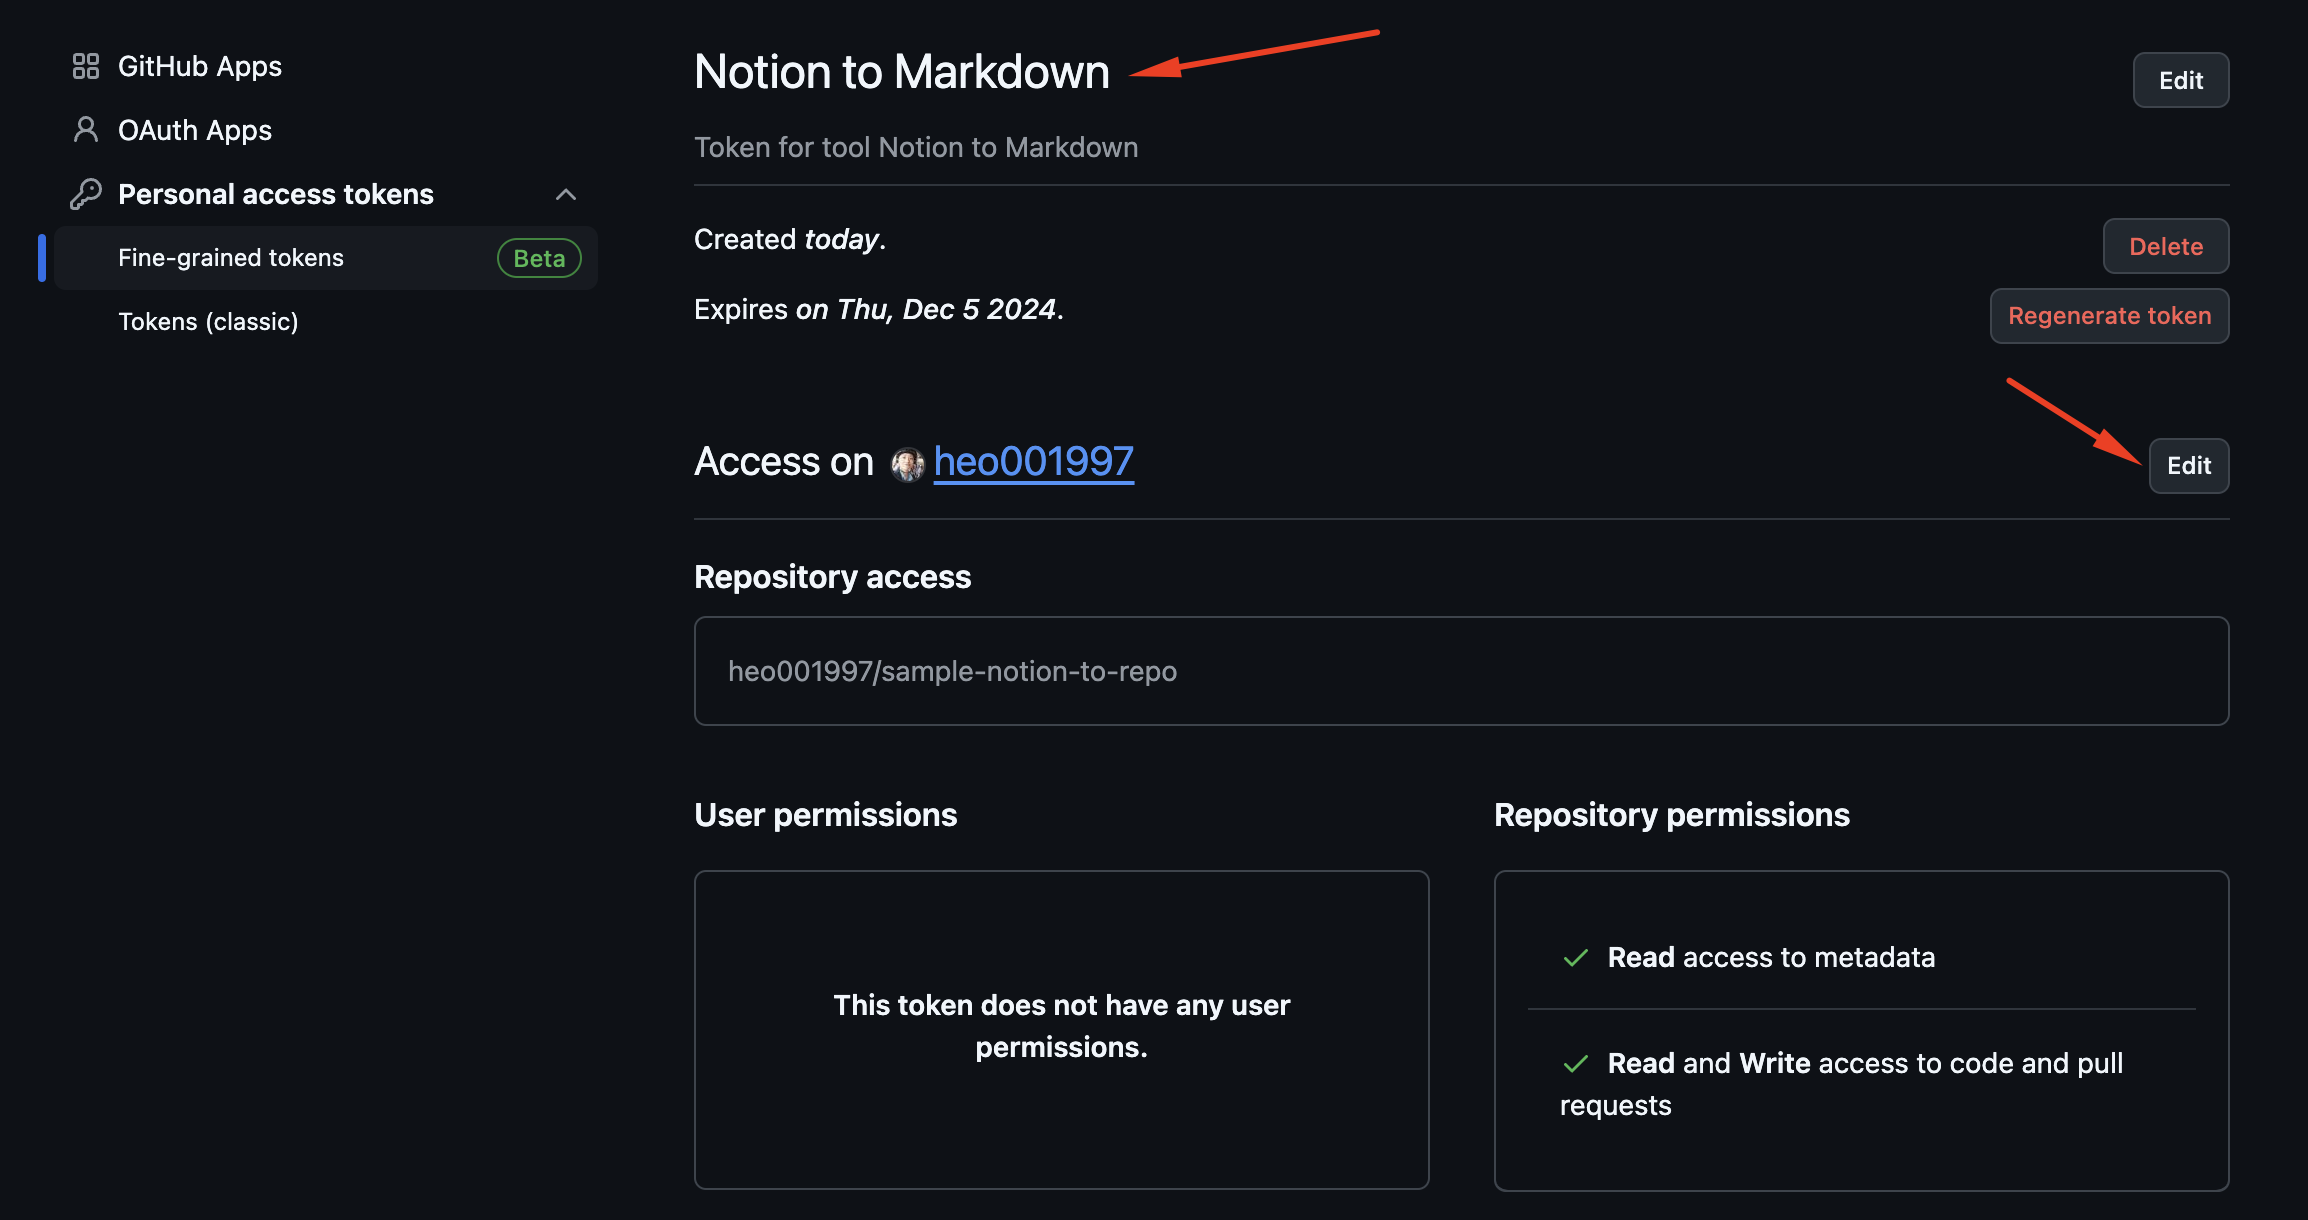 GitHub Apps
OAuth Apps
Personal access tokens
Fine-grained tokens Beta
Tokens (classic)
Notion to Markdown
Edit
Token for tool Notion to Markdown
Created today.
Delete
Expires on Thu, Dec 5 2024.
Regenerate token
Access on heo001997
Edit
Repository access
heo001997/sample-notion-to-repo
User permissions
This token does not have any user
permissions.
Repository permissions
Read access to metadata
Read and Write access to code and pull
requests